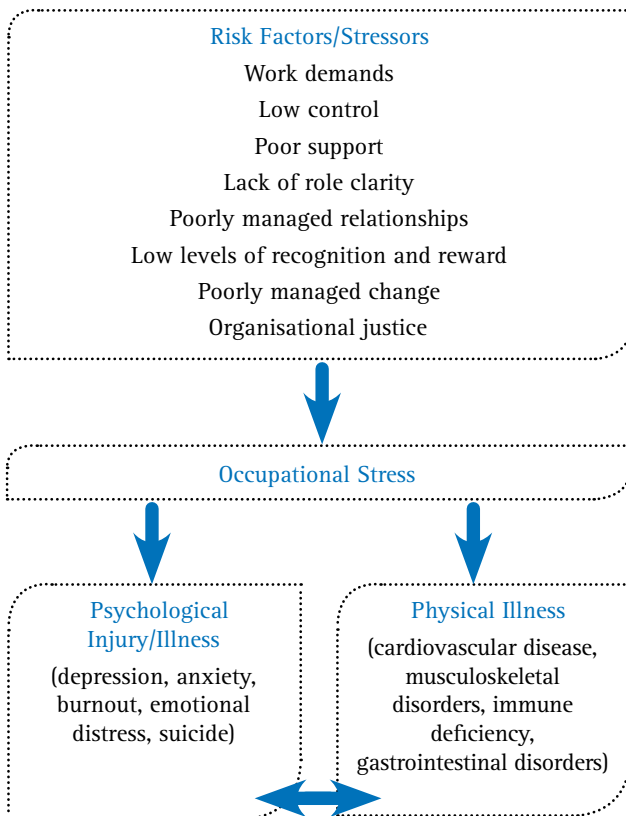 Risk Factors/Stressors
Work demands
Low control
Poor support
Lack of role clarity
Poorly managed relationships
Low levels of recognition and reward
Poorly managed change
Organisational justice
Occupational Stress
Psychological
Injury/Illness
(depression, anxiety,
burnout, emotional
distress, suicide)
Physical Illness
(cardiovascular disease,
musculoskeletal
disorders, immune
deficiency,
gastrointestinal disorders)